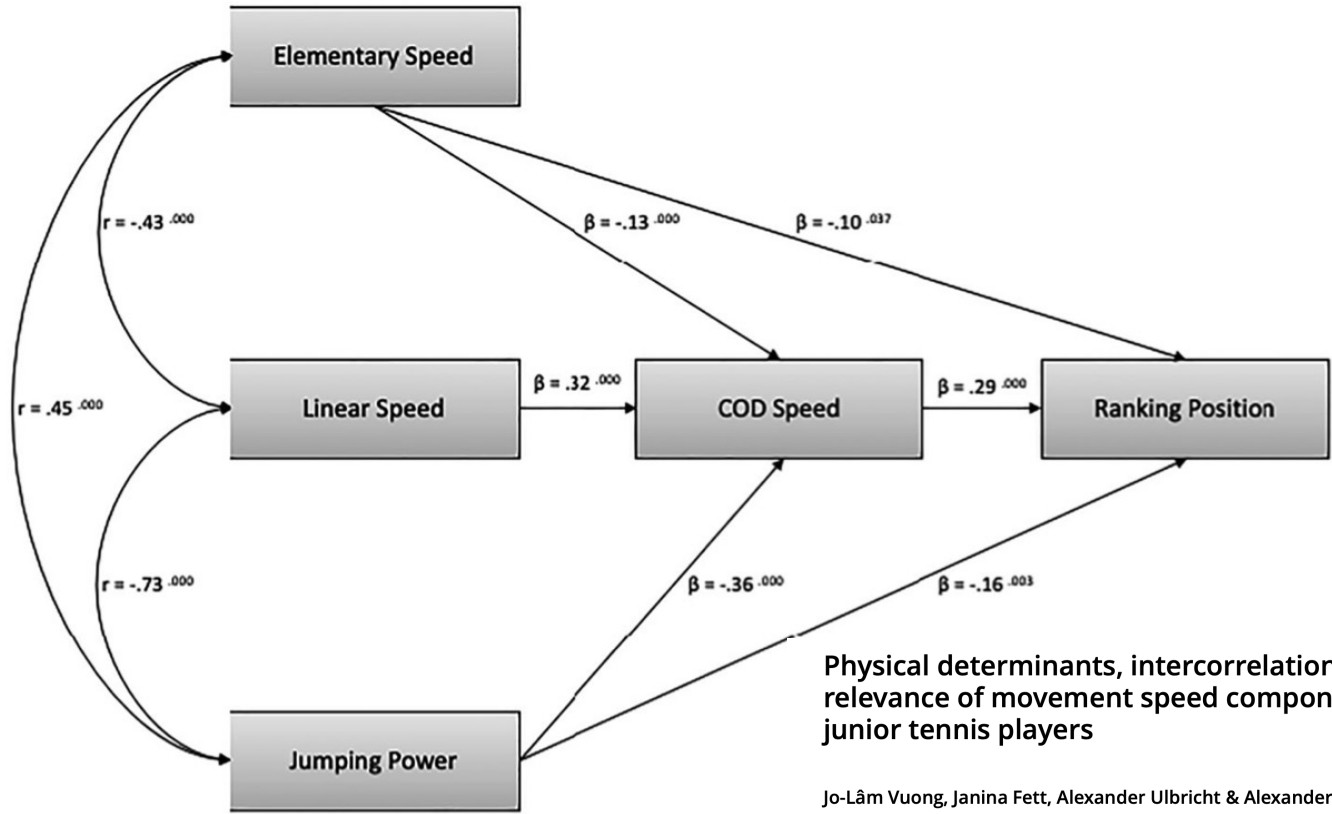 Elementary Speed
r = -.43 .000
β = -.13 .000
β = -.10 .037
Linear Speed
β = .32 .000
COD Speed
β = .29 .000
Ranking Position
r = .45 .000
r = -.73 .000
β = -.36 .000
β = -.16 .003
Jumping Power
Physical determinants, intercorrelation
relevance of movement speed compon
junior tennis players
Jo-Lâm Vuong, Janina Fett, Alexander Ulbricht & Alexander